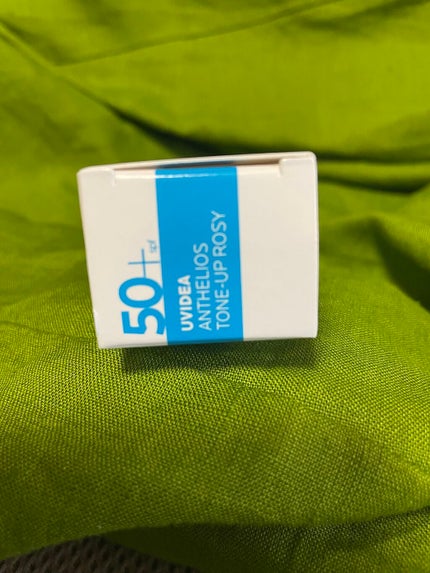 50+ spf
UVIDEA
ANTHELIOS
TONE-UP ROSY